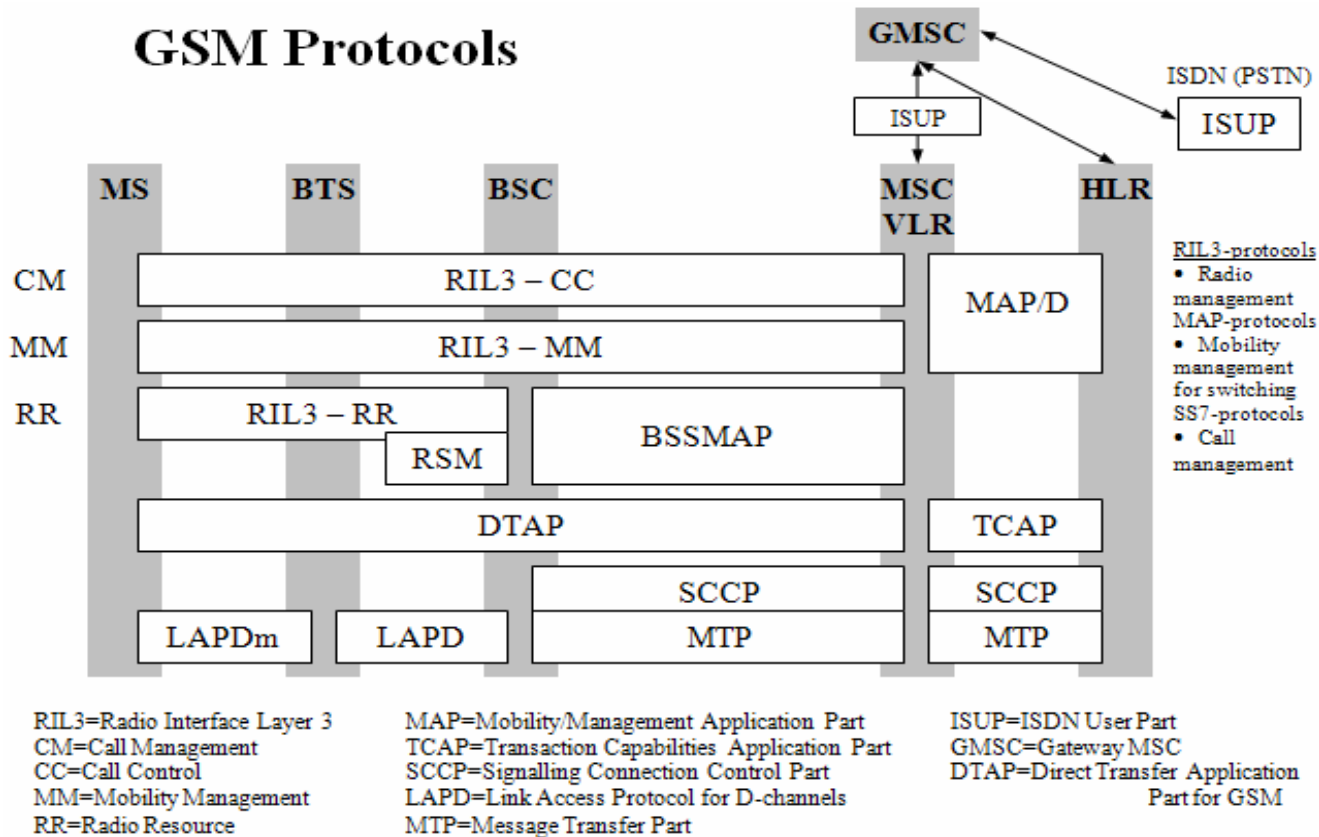 GSM Protocols
GMSC
ISDN (PSTN)
ISUP
ISUP
MS
BTS
BSC
MSC
VLR
HLR
CM
RIL3 – CC
MAP/D
MM
RIL3 – MM
RR
RIL3 – RR
RSM
BSSMAP
DTAP
TCAP
SCCP
SCCP
LAPDm
LAPD
MTP
MTP
RIL3-protocols
• Radio
management
MAP-protocols
• Mobility
management
for switching
SS7-protocols
• Call
management
RIL3=Radio Interface Layer 3
CM=Call Management
CC=Call Control
MM=Mobility Management
RR=Radio Resource
MAP=Mobility/Management Application Part
TCAP=Transaction Capabilities Application Part
SCCP=Signalling Connection Control Part
LAPD=Link Access Protocol for D-channels
MTP=Message Transfer Part
ISUP=ISDN User Part
GMSC=Gateway MSC
DTAP=Direct Transfer Application
Part for GSM